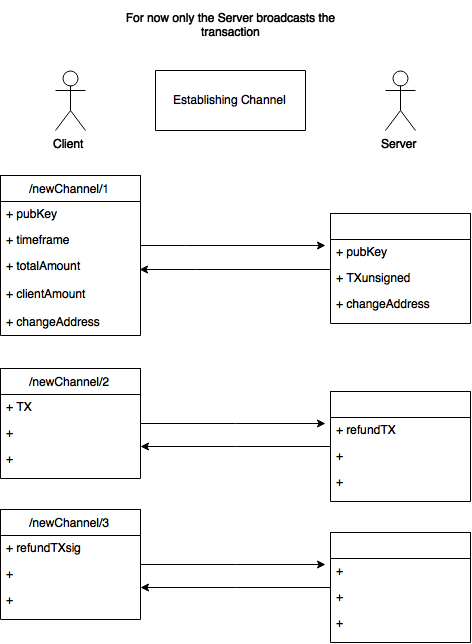 For now only the Server broadcasts the
transaction
Establishing Channel
Client
Server
/newChannel/1
+ pubKey
+ timeframe
+ totalAmount
+ clientAmount
+ changeAddress
+ pubKey
+ TXunsigned
+ changeAddress
/newChannel/2
+ TX
+
+
+ refundTX
+
+
/newChannel/3
+ refundTXsig
+
+
+
+
+